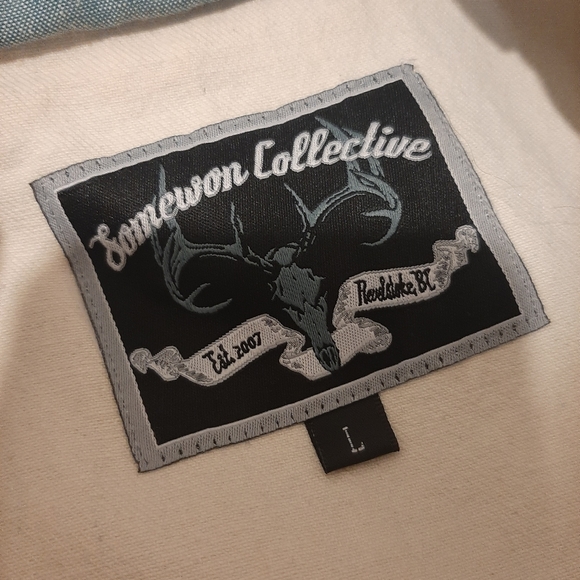 Somewon Collective
Est. 2007
Revelstoke, BC
L